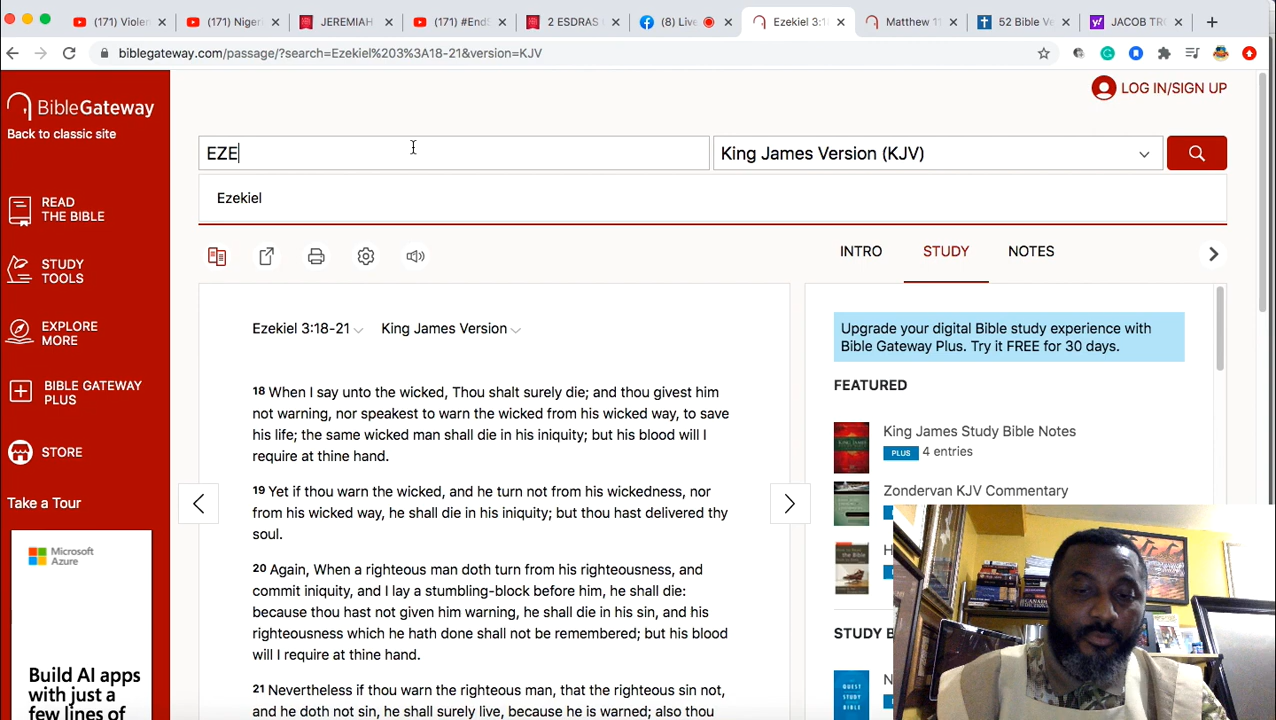 (171) Violen
(171) Nigeri
JEREMIAH
(171) #EndS
2 ESDRAS
(8) Live
Ezekiel 3:1
Matthew 11
52 Bible Ve
JACOB TR
biblegateway.com/passage/?search=Ezekiel%203%3A18-21&version=KJV
BibleGateway
Back to classic site
LOG IN/SIGN UP
EZE
King James Version (KJV)
Ezekiel
READ
THE BIBLE
STUDY
TOOLS
EXPLORE
MORE
BIBLE GATEWAY
PLUS
STORE
Take a Tour
Microsoft
Azure
Build AI apps
with just a
few lines of
INTRO
STUDY
NOTES
Ezekiel 3:18-21
King James Version
18 When I say unto the wicked, Thou shalt surely die; and thou givest him
not warning, nor speakest to warn the wicked from his wicked way, to save
his life; the same wicked man shall die in his iniquity; but his blood will I
require at thine hand.
19 Yet if thou warn the wicked, and he turn not from his wickedness, nor
from his wicked way, he shall die in his iniquity; but thou hast delivered thy
soul.
20 Again, When a righteous man doth turn from his righteousness, and
commit iniquity, and I lay a stumbling-block before him, he shall die:
because thou hast not given him warning, he shall die in his sin, and his
righteousness which he hath done shall not be remembered; but his blood
will I require at thine hand.
21 Nevertheless if thou warn the righteous man, that the righteous sin not,
and he doth not sin, he shall surely live, because he is warned; also thou
Upgrade your digital Bible study experience with
Bible Gateway Plus. Try it FREE for 30 days.
FEATURED
King James Study Bible Notes
PLUS 4 entries
Zondervan KJV Commentary
STUDY B
QUEST
STUDY
BIBLE